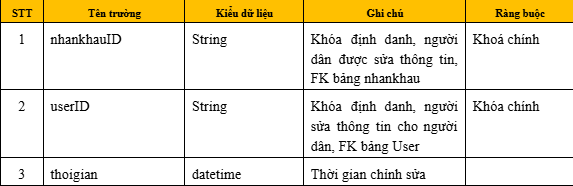 STT Tên trường Kiểu dữ liệu Ghi chú Ràng buộc
1 nhankhauID String Khóa định danh, người Khoá chính
dân được sửa thông tin,
FK bảng nhankhau
2 userID String Khóa định danh, người Khóa chính
sửa thông tin cho người
dân, FK bảng User
3 thoigian datetime Thời gian chỉnh sửa